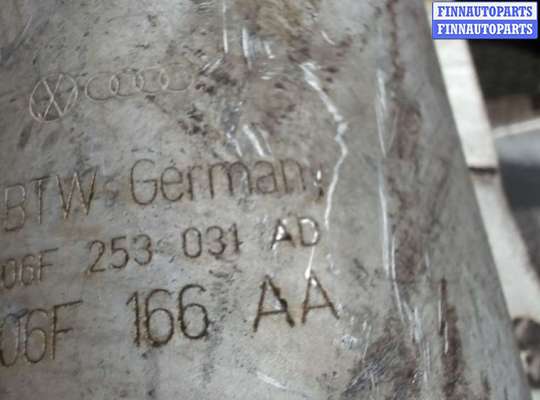 FINNAUTOPARTS
FINNAUTOPARTS
BTW Germany
06F 253 031 AD
06F 166 AA